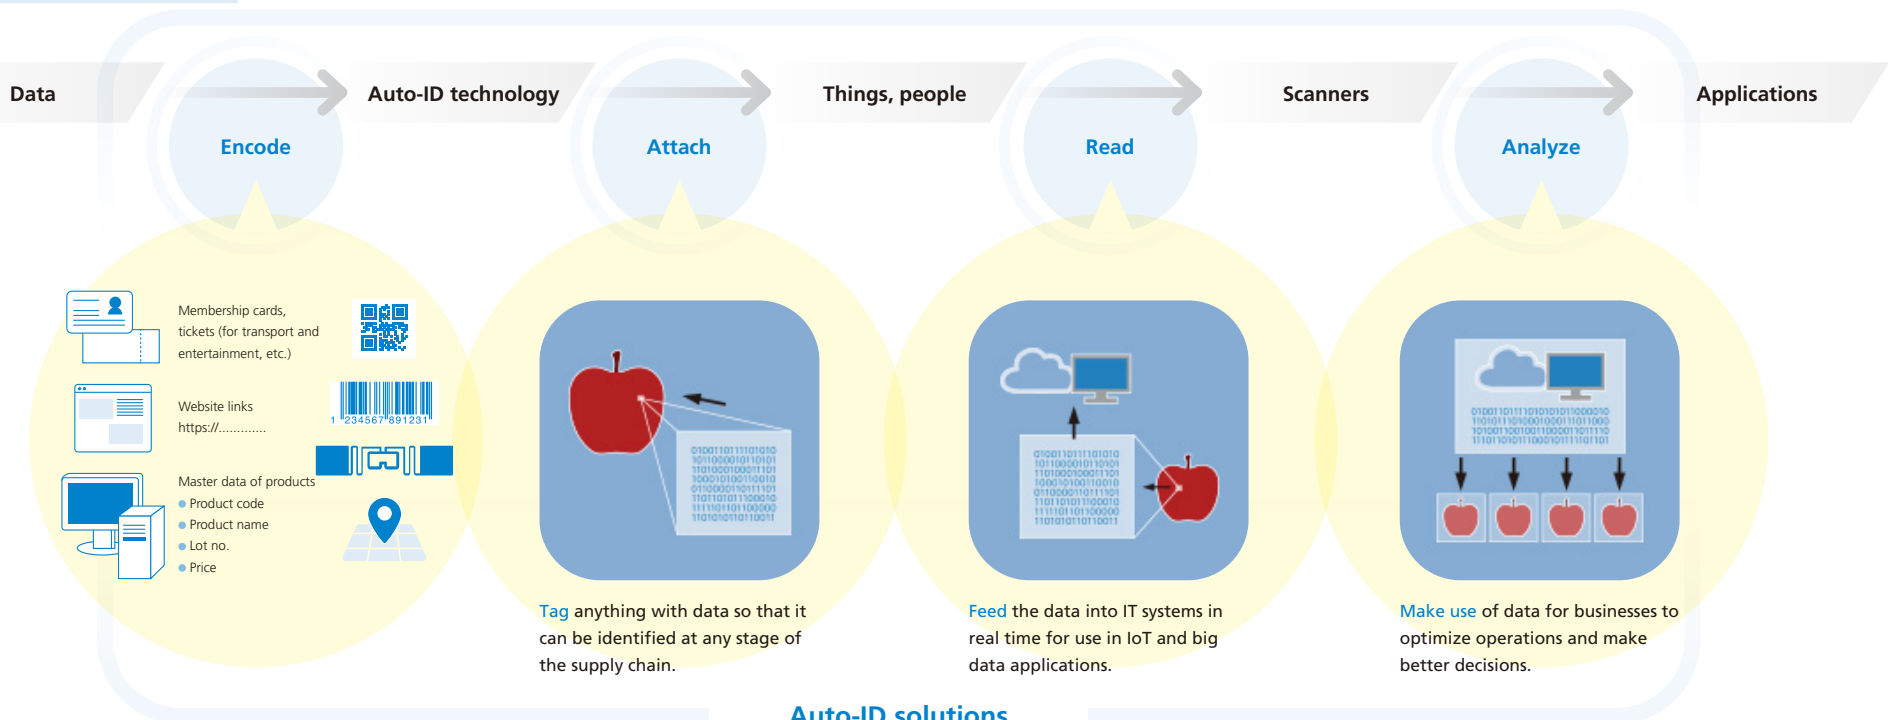 Data
Auto-ID technology
Things, people
Scanners
Applications
Encode
Attach
Read
Analyze
Membership cards,
tickets (for transport and
entertainment, etc.)
Website links
https://.............
Master data of products
Product code
Product name
Lot no.
Price
1 234567 891231
Tag anything with data so that it
can be identified at any stage of
the supply chain.
Feed the data into IT systems in
real time for use in IoT and big
data applications.
Make use of data for businesses to
optimize operations and make
better decisions.
Auto-ID solutions